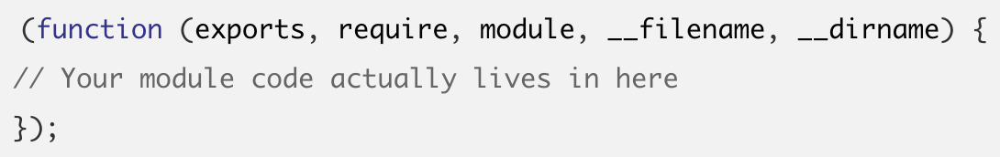 (function (exports, require, module, __filename, __dirname) {
// Your module code actually lives in here
});